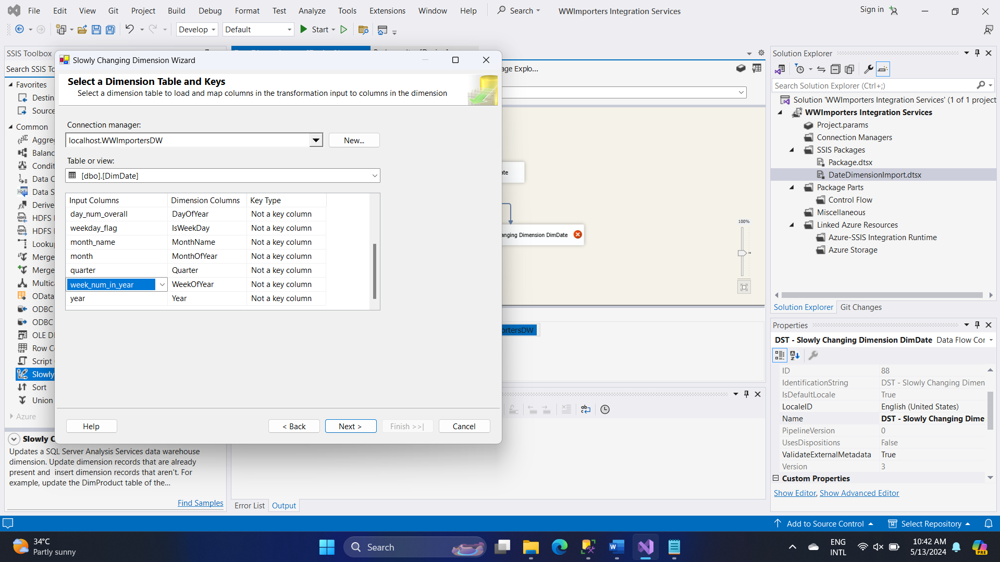 File Edit View Git Project Build Debug Format Test Analyze Tools Extensions Window Help Search WWImporters Integration Services Sign in
Develop Default Start
SSIS Toolbox
Search SSIS To
Favorites
Destin
Source
Common
Aggre
Balanc
Condit
Data C
Data S
Derive
HDFS
HDFS
Looku
Merge
Merge
Multica
OData
ODBC
ODBC
OLE D
Row C
Script
Slowly
Sort
Union
Azure
Slowly C
Updates a SQL Server Analysis Services data warehouse
dimension. Update dimension records that are already
present and insert dimension records that aren't. For
example, update the DimProduct table of the...
Find Samples
Slowly Changing Dimension Wizard
Select a Dimension Table and Keys
Select a dimension table to load and map columns in the transformation input to columns in the dimension
Connection manager:
localhost.WWImportersDW New...
Table or view:
[dbo].[DimDate]
Input Columns Dimension Columns Key Type
day_num_overall DayOfYear Not a key column
weekday_flag IsWeekDay Not a key column
month_name MonthName Not a key column
month MonthOfYear Not a key column
quarter Quarter Not a key column
week_num_in_year WeekOfYear Not a key column
year Year Not a key column
Help < Back Next > Finish >>| Cancel
age Explo...
ate
anging Dimension DimDate
100%
ortersDW
Error List Output
Solution Explorer
Search Solution Explorer (Ctrl+;)
Solution 'WWImporters Integration Services' (1 of 1 project
WWImporters Integration Services
Project.params
Connection Managers
SSIS Packages
Package.dtsx
DateDimensionImport.dtsx
Package Parts
Control Flow
Miscellaneous
Linked Azure Resources
Azure-SSIS Integration Runtime
Azure Storage
Solution Explorer Git Changes
Properties
DST - Slowly Changing Dimension DimDate Data Flow Cor
ID 88
IdentificationString DST - Slowly Changing Dimen
IsDefaultLocale True
LocaleID English (United States)
Name DST - Slowly Changing Dime
PipelineVersion 0
UsesDispositions False
ValidateExternalMetadata True
Version 3
Custom Properties
Show Editor, Show Advanced Editor
Add to Source Control Select Repository
34°C
Partly sunny
Search
ENG
INTL
10:42 AM
5/13/2024
PRE